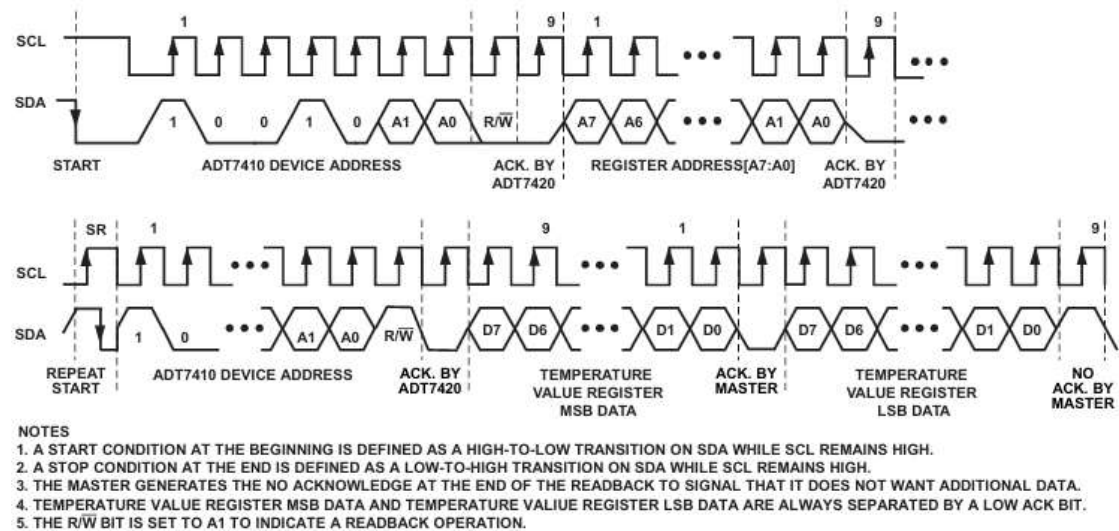 1 9 1 9
SCL
SDA
1 0 0 1 0 A1 A0 R/W̅ A7 A6 A1 A0
START ADT7410 DEVICE ADDRESS ACK. BY REGISTER ADDRESS[A7:A0] ACK. BY
ADT7420 ADT7420
SR 1 9 1 9
SCL
SDA
1 0 A1 A0 R/W̅ D7 D6 D1 D0 D7 D6 D1 D0
REPEAT ADT7410 DEVICE ADDRESS ACK. BY TEMPERATURE ACK. BY TEMPERATURE NO
START ADT7420 VALUE REGISTER MASTER VALUE REGISTER ACK. BY
MSB DATA LSB DATA MASTER
NOTES
1. A START CONDITION AT THE BEGINNING IS DEFINED AS A HIGH-TO-LOW TRANSITION ON SDA WHILE SCL REMAINS HIGH.
2. A STOP CONDITION AT THE END IS DEFINED AS A LOW-TO-HIGH TRANSITION ON SDA WHILE SCL REMAINS HIGH.
3. THE MASTER GENERATES THE NO ACKNOWLEDGE AT THE END OF THE READBACK TO SIGNAL THAT IT DOES NOT WANT ADDITIONAL DATA.
4. TEMPERATURE VALUE REGISTER MSB DATA AND TEMPERATURE VALIUE REGISTER LSB DATA ARE ALWAYS SEPARATED BY A LOW ACK BIT.
5. THE R/W̅ BIT IS SET TO A1 TO INDICATE A READBACK OPERATION.